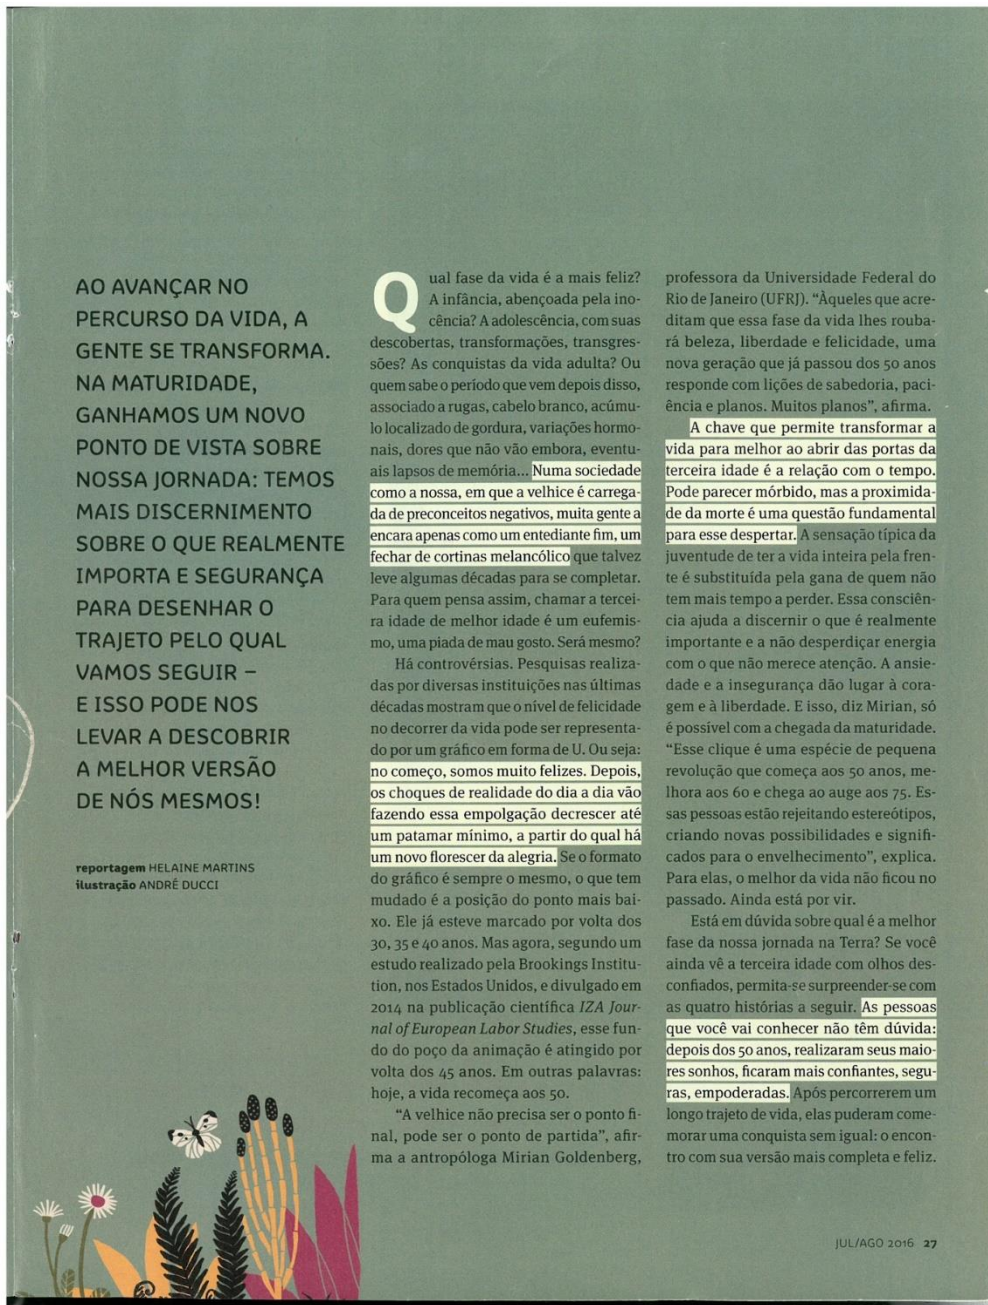 AO AVANÇAR NO
PERCURSO DA VIDA, A
GENTE SE TRANSFORMA.
NA MATURIDADE,
GANHAMOS UM NOVO
PONTO DE VISTA SOBRE
NOSSA JORNADA: TEMOS
MAIS DISCERNIMENTO
SOBRE O QUE REALMENTE
IMPORTA E SEGURANÇA
PARA DESENHAR O
TRAJETO PELO QUAL
VAMOS SEGUIR –
E ISSO PODE NOS
LEVAR A DESCOBRIR
A MELHOR VERSÃO
DE NÓS MESMOS!
reportagem HELAINE MARTINS
ilustração ANDRÉ DUCCI
Qual fase da vida é a mais feliz?
A infância, abençoada pela ino-
cência? A adolescência, com suas
descobertas, transformações, transgres-
sões? As conquistas da vida adulta? Ou
quem sabe o período que vem depois disso,
associado a rugas, cabelo branco, acúmu-
lo localizado de gordura, variações hormo-
nais, dores que não vão embora, eventu-
ais lapsos de memória... Numa sociedade
como a nossa, em que a velhice é carrega-
da de preconceitos negativos, muita gente a
encara apenas como um entediante fim, um
fechar de cortinas melancólico que talvez
leve algumas décadas para se completar.
Para quem pensa assim, chamar a tercei-
ra idade de melhor idade é um eufemis-
mo, uma piada de mau gosto. Será mesmo?
Há controvérsias. Pesquisas realiza-
das por diversas instituições nas últimas
décadas mostram que o nível de felicidade
no decorrer da vida pode ser representa-
do por um gráfico em forma de U. Ou seja:
no começo, somos muito felizes. Depois,
os choques de realidade do dia a dia vão
fazendo essa empolgação decrescer até
um patamar mínimo, a partir do qual há
um novo florescer da alegria. Se o formato
do gráfico é sempre o mesmo, o que tem
mudado é a posição do ponto mais bai-
xo. Ele já esteve marcado por volta dos
30, 35 e 40 anos. Mas agora, segundo um
estudo realizado pela Brookings Institu-
tion, nos Estados Unidos, e divulgado em
2014 na publicação científica IZA Jour-
nal of European Labor Studies, esse fun-
do do poço da animação é atingido por
volta dos 45 anos. Em outras palavras:
hoje, a vida recomeça aos 50.
“A velhice não precisa ser o ponto fi-
nal, pode ser o ponto de partida”, afir-
ma a antropóloga Mirian Goldenberg,
professora da Universidade Federal do
Rio de Janeiro (UFRJ). “Àqueles que acre-
ditam que essa fase da vida lhes rouba-
rá beleza, liberdade e felicidade, uma
nova geração que já passou dos 50 anos
responde com lições de sabedoria, paci-
ência e planos. Muitos planos”, afirma.
A chave que permite transformar a
vida para melhor ao abrir das portas da
terceira idade é a relação com o tempo.
Pode parecer mórbido, mas a proximida-
de da morte é uma questão fundamental
para esse despertar. A sensação típica da
juventude de ter a vida inteira pela fren-
te é substituída pela gana de quem não
tem mais tempo a perder. Essa consciên-
cia ajuda a discernir o que é realmente
importante e a não desperdiçar energia
com o que não merece atenção. A ansie-
dade e a insegurança dão lugar à cora-
gem e à liberdade. E isso, diz Mirian, só
é possível com a chegada da maturidade.
“Esse clique é uma espécie de pequena
revolução que começa aos 50 anos, me-
lhora aos 60 e chega ao auge aos 75. Es-
sas pessoas estão rejeitando estereótipos,
criando novas possibilidades e signifi-
cados para o envelhecimento”, explica.
Para elas, o melhor da vida não ficou no
passado. Ainda está por vir.
Está em dúvida sobre qual é a melhor
fase da nossa jornada na Terra? Se você
ainda vê a terceira idade com olhos des-
confiados, permita-se surpreender-se com
as quatro histórias a seguir. As pessoas
que você vai conhecer não têm dúvida:
depois dos 50 anos, realizaram seus maio-
res sonhos, ficaram mais confiantes, segu-
ras, empoderadas. Após percorrerem um
longo trajeto de vida, elas puderam come-
morar uma conquista sem igual: o encon-
tro com sua versão mais completa e feliz.
JUL/AGO 2016 27